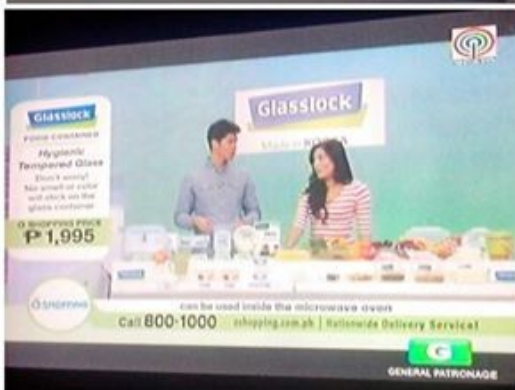 Glasslock
FOOD CONTAINER
Hygienic
Tempered Glass
Don't worry!
No smell or color
will stick on the
glass container
O SHOPPING PRICE
₱1,995
Glasslock
Made in KOREA
O SHOPPING
can be used inside the microwave oven
Call 800-1000 oshopping.com.ph | Nationwide Delivery Service!
G
GENERAL PATRONAGE